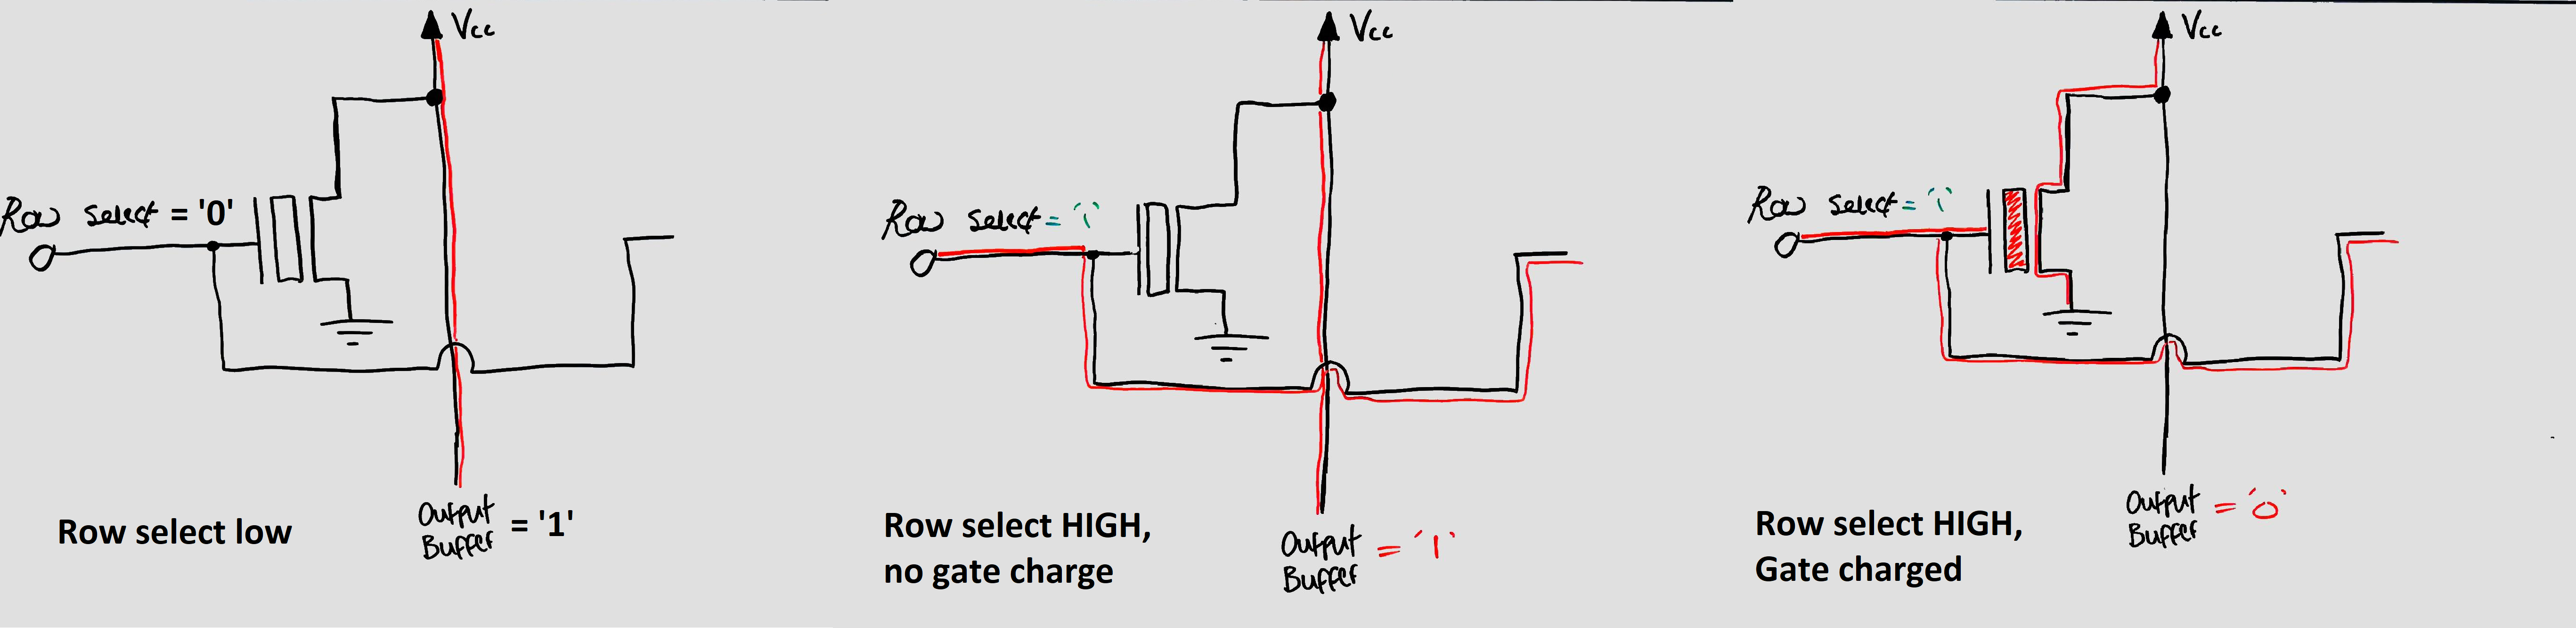 Vcc
Row select = '0'
Output
Buffer = '1'
Row select low
Vcc
Row select = '1'
Output
Buffer = '1'
Row select HIGH,
no gate charge
Vcc
Row select = '1'
Output
Buffer = '0'
Row select HIGH,
Gate charged